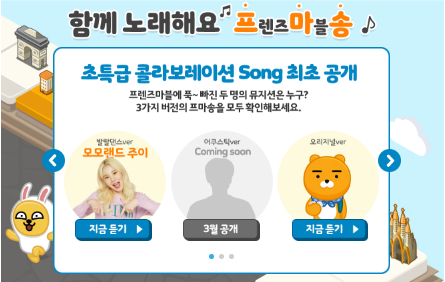 함께 노래해요 프렌즈마블송
초특급 콜라보레이션 Song 최초 공개
프렌즈마블에 푹~ 빠진 두 명의 뮤지션은 누구?
3가지 버전의 프마송을 모두 확인해보세요.
발랄댄스ver
모모랜드 주이
지금 듣기
어쿠스틱ver
Coming soon
3월 공개
오리지널ver
지금 듣기